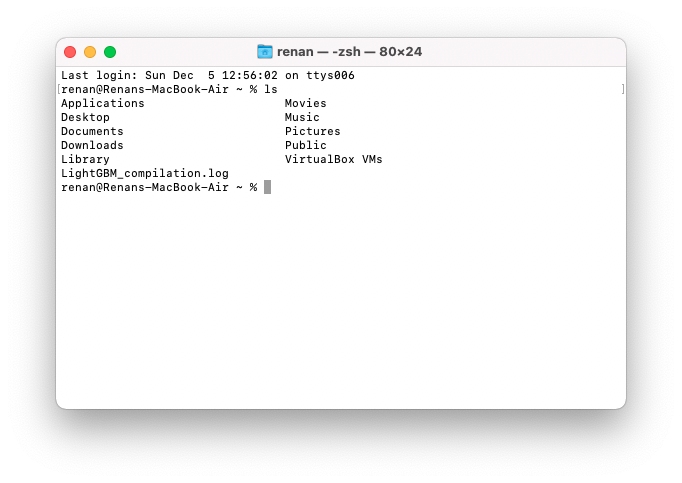 renan — -zsh — 80×24
Last login: Sun Dec  5 12:56:02 on ttys006
[renan@Renans-MacBook-Air ~ % ls ]
Applications Movies
Desktop Music
Documents Pictures
Downloads Public
Library VirtualBox VMs
LightGBM_compilation.log
renan@Renans-MacBook-Air ~ %